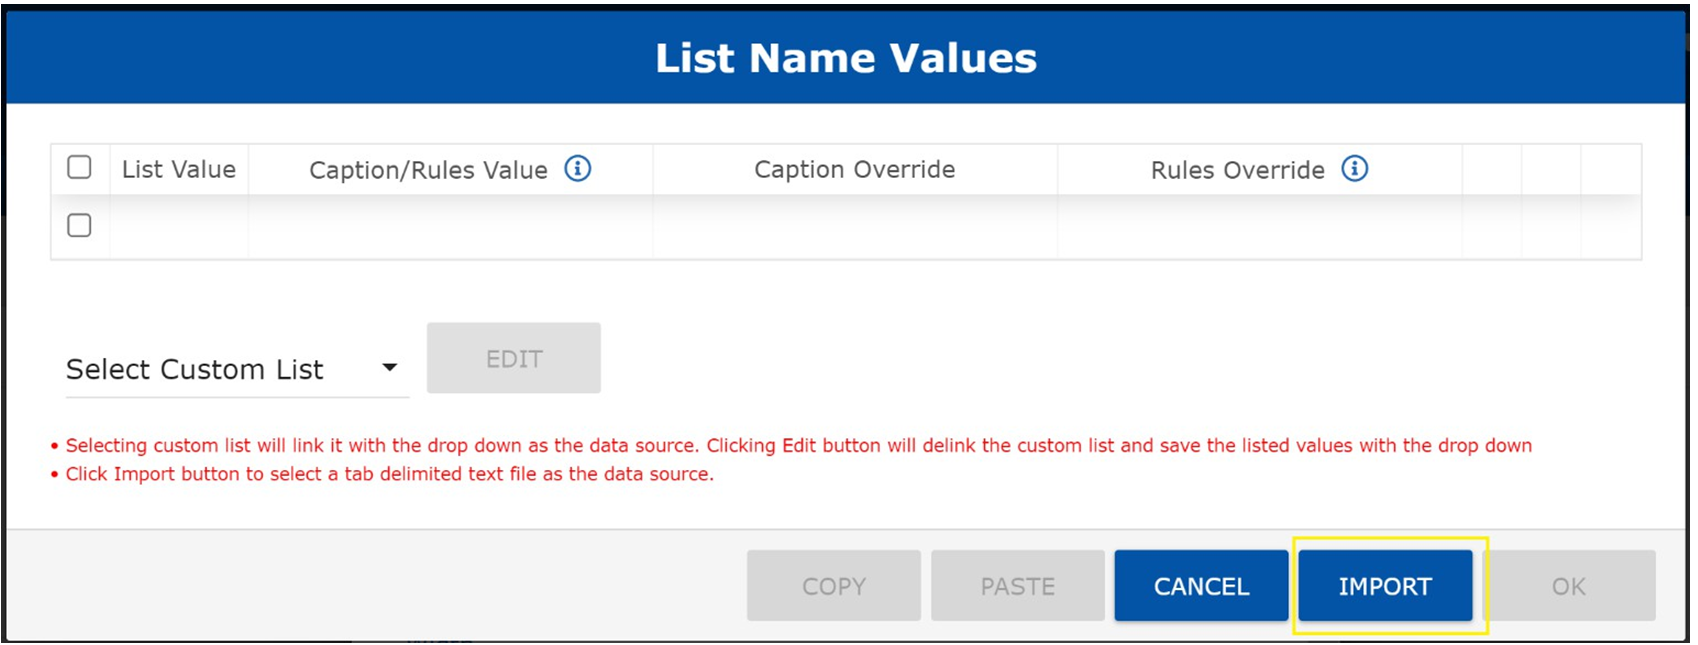 List Name Values
List Value Caption/Rules Value Caption Override Rules Override
Select Custom List EDIT
• Selecting custom list will link it with the drop down as the data source. Clicking Edit button will delink the custom list and save the listed values with the drop down
• Click Import button to select a tab delimited text file as the data source.
COPY PASTE CANCEL IMPORT OK